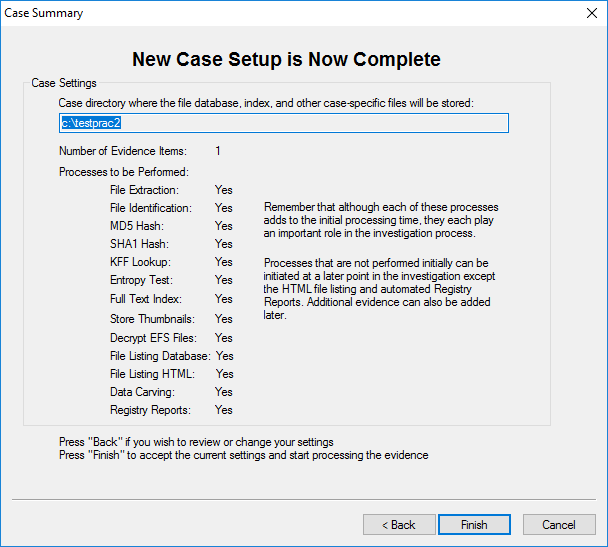 Case Summary
New Case Setup is Now Complete
Case Settings
Case directory where the file database, index, and other case-specific files will be stored:
c:\testprac2
Number of Evidence Items: 1
Processes to be Performed:
File Extraction: Yes
File Identification: Yes
MD5 Hash: Yes
SHA1 Hash: Yes
KFF Lookup: Yes
Entropy Test: Yes
Full Text Index: Yes
Store Thumbnails: Yes
Decrypt EFS Files: Yes
File Listing Database: Yes
File Listing HTML: Yes
Data Carving: Yes
Registry Reports: Yes
Remember that although each of these processes
adds to the initial processing time, they each play
an important role in the investigation process.
Processes that are not performed initially can be
initiated at a later point in the investigation except
the HTML file listing and automated Registry
Reports. Additional evidence can also be added
later.
Press "Back" if you wish to review or change your settings
Press "Finish" to accept the current settings and start processing the evidence
< Back
Finish
Cancel